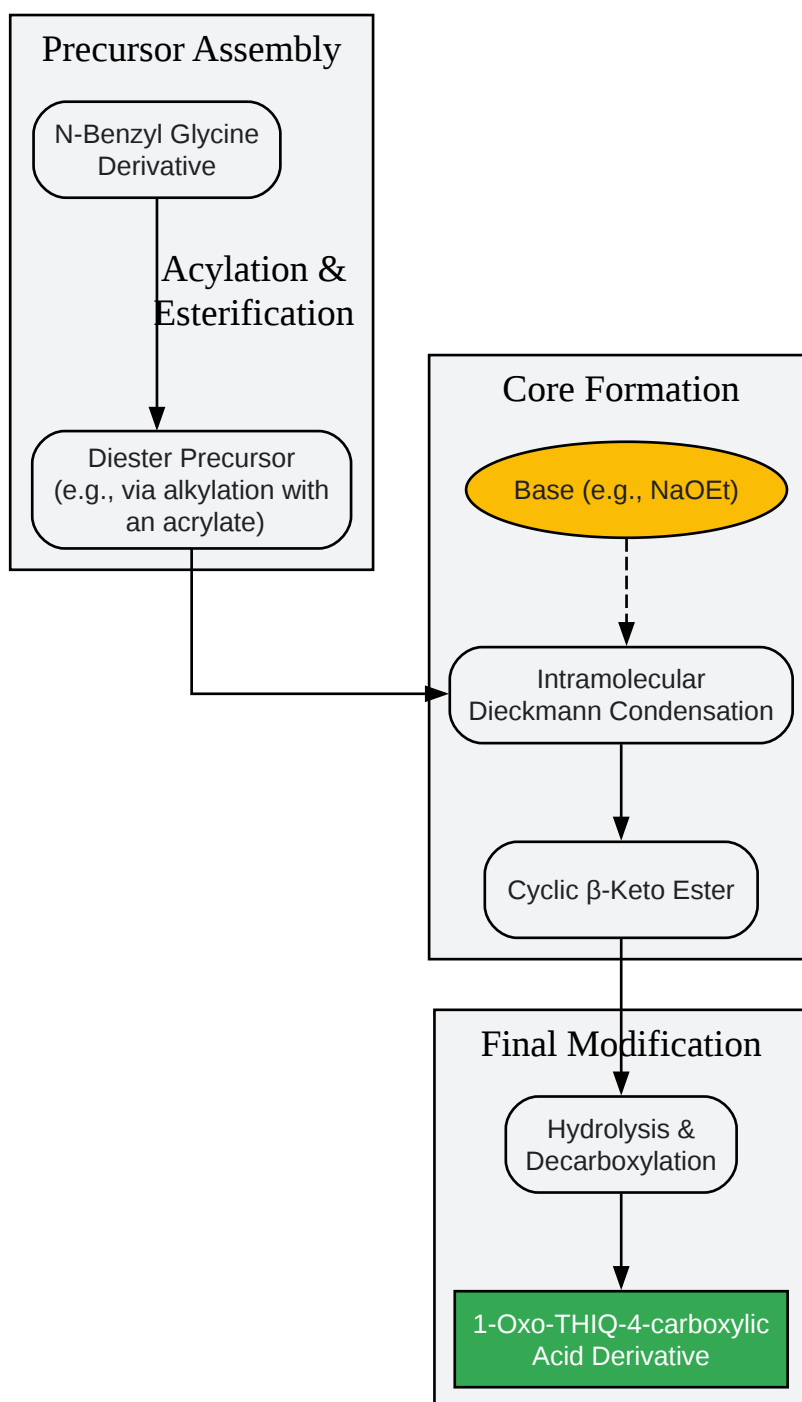 Precursor Assembly
N-Benzyl Glycine
Derivative
Acylation &
Esterification
Diester Precursor
(e.g., via alkylation with
an acrylate)
Core Formation
Base (e.g., NaOEt)
Intramolecular
Dieckmann Condensation
Cyclic β-Keto Ester
Final Modification
Hydrolysis &
Decarboxylation
1-Oxo-THIQ-4-carboxylic
Acid Derivative